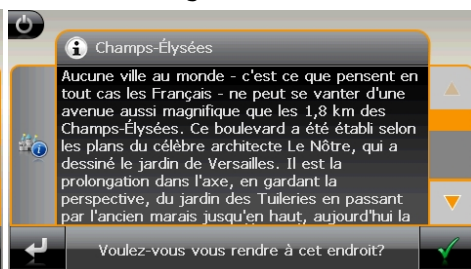 Champs-Élysées
Aucune ville au monde - c'est ce que pensent en
tout cas les Français - ne peut se vanter d'une
avenue aussi magnifique que les 1,8 km des
Champs-Élysées. Ce boulevard a été établi selon
les plans du célèbre architecte Le Nôtre, qui a
dessiné le jardin de Versailles. Il est la
prolongation dans l'axe, en gardant la
perspective, du jardin des Tuileries en passant
par l'ancien marais jusqu'en haut, aujourd'hui la
Voulez-vous vous rendre à cet endroit?